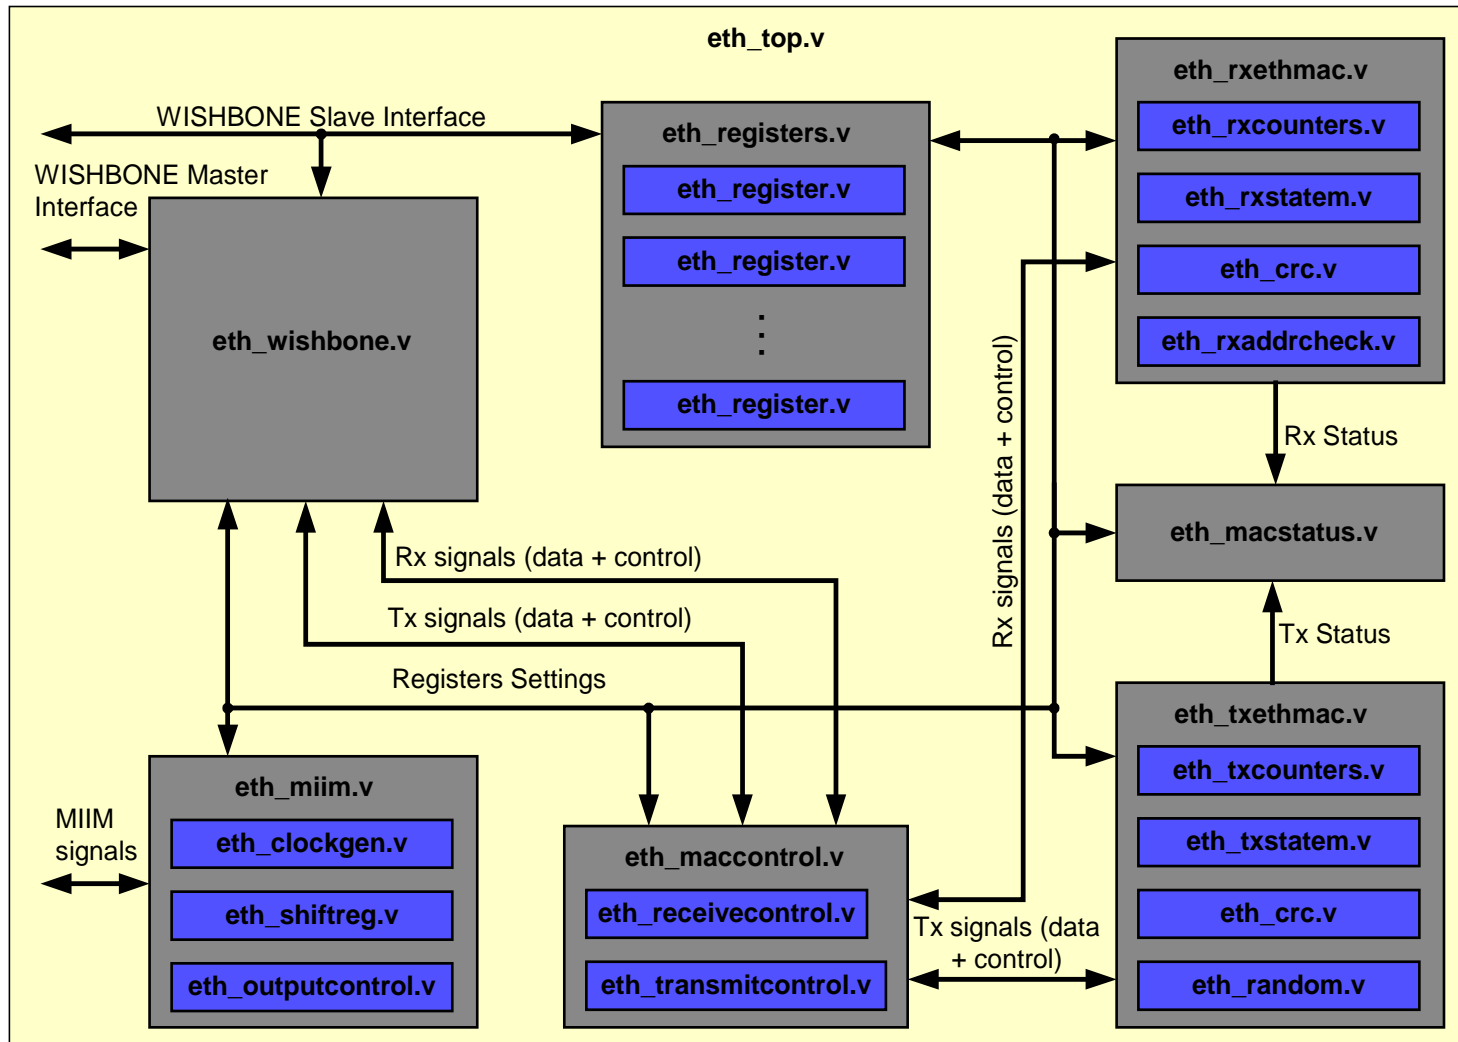 eth_top.v
WISHBONE Slave Interface
WISHBONE Master
Interface
eth_wishbone.v
eth_registers.v
eth_register.v
eth_register.v
eth_register.v
eth_rxethmac.v
eth_rxcounters.v
eth_rxstatem.v
eth_crc.v
eth_rxaddrcheck.v
Rx Status
eth_macstatus.v
Tx Status
Rx signals (data + control)
Rx signals (data + control)
Tx signals (data + control)
Registers Settings
eth_miim.v
eth_clockgen.v
eth_shiftreg.v
eth_outputcontrol.v
MIIM
signals
eth_maccontrol.v
eth_receivecontrol.v
eth_transmitcontrol.v
Tx signals (data
+ control)
eth_txethmac.v
eth_txcounters.v
eth_txstatem.v
eth_crc.v
eth_random.v